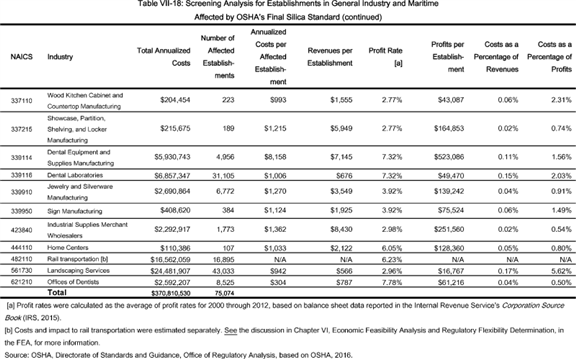 Table VII-18: Screening Analysis for Establishments in General Industry and Maritime
Affected by OSHA's Final Silica Standard (continued)
NAICS Industry Total Annualized Costs Number of Affected Establish-ments Annualized Costs per Affected Establish-ment Revenues per Establishment Profit Rate [a] Profits per Establish-ment Costs as a Percentage of Revenues Costs as a Percentage of Profits
337110 Wood Kitchen Cabinet and Countertop Manufacturing $204,454 223 $993 $1,555 2.77% $43,087 0.06% 2.31%
337215 Showcase, Partition, Shelving, and Locker Manufacturing $215,675 189 $1,215 $5,949 2.77% $164,853 0.02% 0.74%
339114 Dental Equipment and Supplies Manufacturing $5,930,743 4,956 $8,158 $7,145 7.32% $523,086 0.11% 1.56%
339116 Dental Laboratories $6,857,347 31,105 $1,006 $676 7.32% $49,470 0.15% 2.03%
339910 Jewelry and Silverware Manufacturing $2,690,864 6,772 $1,270 $3,549 3.92% $139,242 0.04% 0.91%
339950 Sign Manufacturing $408,620 384 $1,124 $1,925 3.92% $75,524 0.06% 1.49%
423840 Industrial Supplies Merchant Wholesalers $2,292,917 1,773 $1,362 $8,430 2.98% $251,560 0.02% 0.54%
444110 Home Centers $110,386 107 $1,033 $2,122 6.05% $128,360 0.05% 0.80%
482110 Rail transportation [b] $16,562,059 16,895 N/A N/A 6.23% N/A N/A N/A
561730 Landscaping Services $24,481,907 43,033 $942 $566 2.96% $16,767 0.17% 5.62%
621210 Offices of Dentists $2,592,207 8,525 $304 $787 7.78% $61,216 0.04% 0.50%
Total $370,810,530 75,074
[a] Profit rates were calculated as the average of profit rates for 2000 through 2012, based on balance sheet data reported in the Internal Revenue Service's Corporation Source
Book (IRS, 2015).
[b] Costs and impact to rail transportation were estimated separately. See the discussion in Chapter VI, Economic Feasibility Analysis and Regulatory Flexibility Determination, in
the FEA, for more information.
Source: OSHA, Directorate of Standards and Guidance, Office of Regulatory Analysis, based on OSHA, 2016.